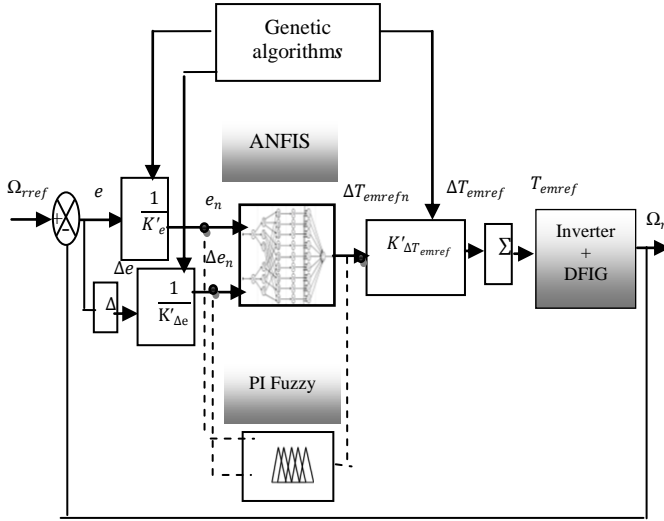 Genetic
algorithms
ANFIS
Ω_rref
+
-
e
1
K'_e
e_n
ΔT_emrefn
ΔT_emref
T_emref
Ω_r
K'_ΔT_emref
Σ
Inverter
+
DFIG
Δe
Δ
1
K'_Δe
Δe_n
PI Fuzzy